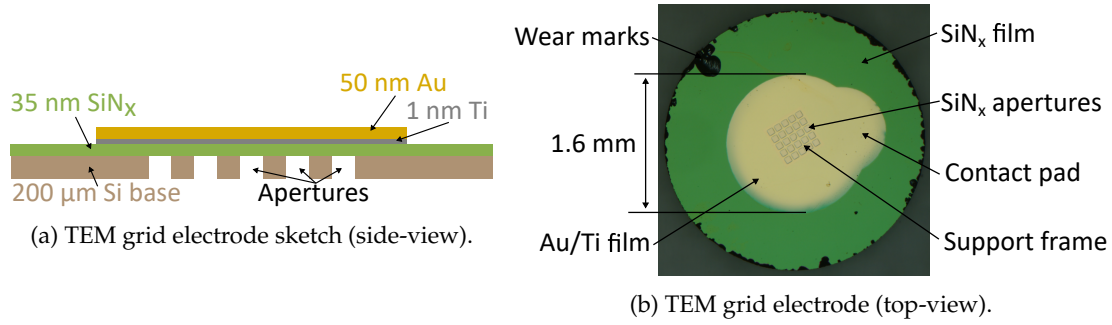 50 nm Au
35 nm SiNx
1 nm Ti
200 µm Si base
Apertures
(a) TEM grid electrode sketch (side-view).
Wear marks
SiNx film
SiNx apertures
1.6 mm
Contact pad
Au/Ti film
Support frame
(b) TEM grid electrode (top-view).